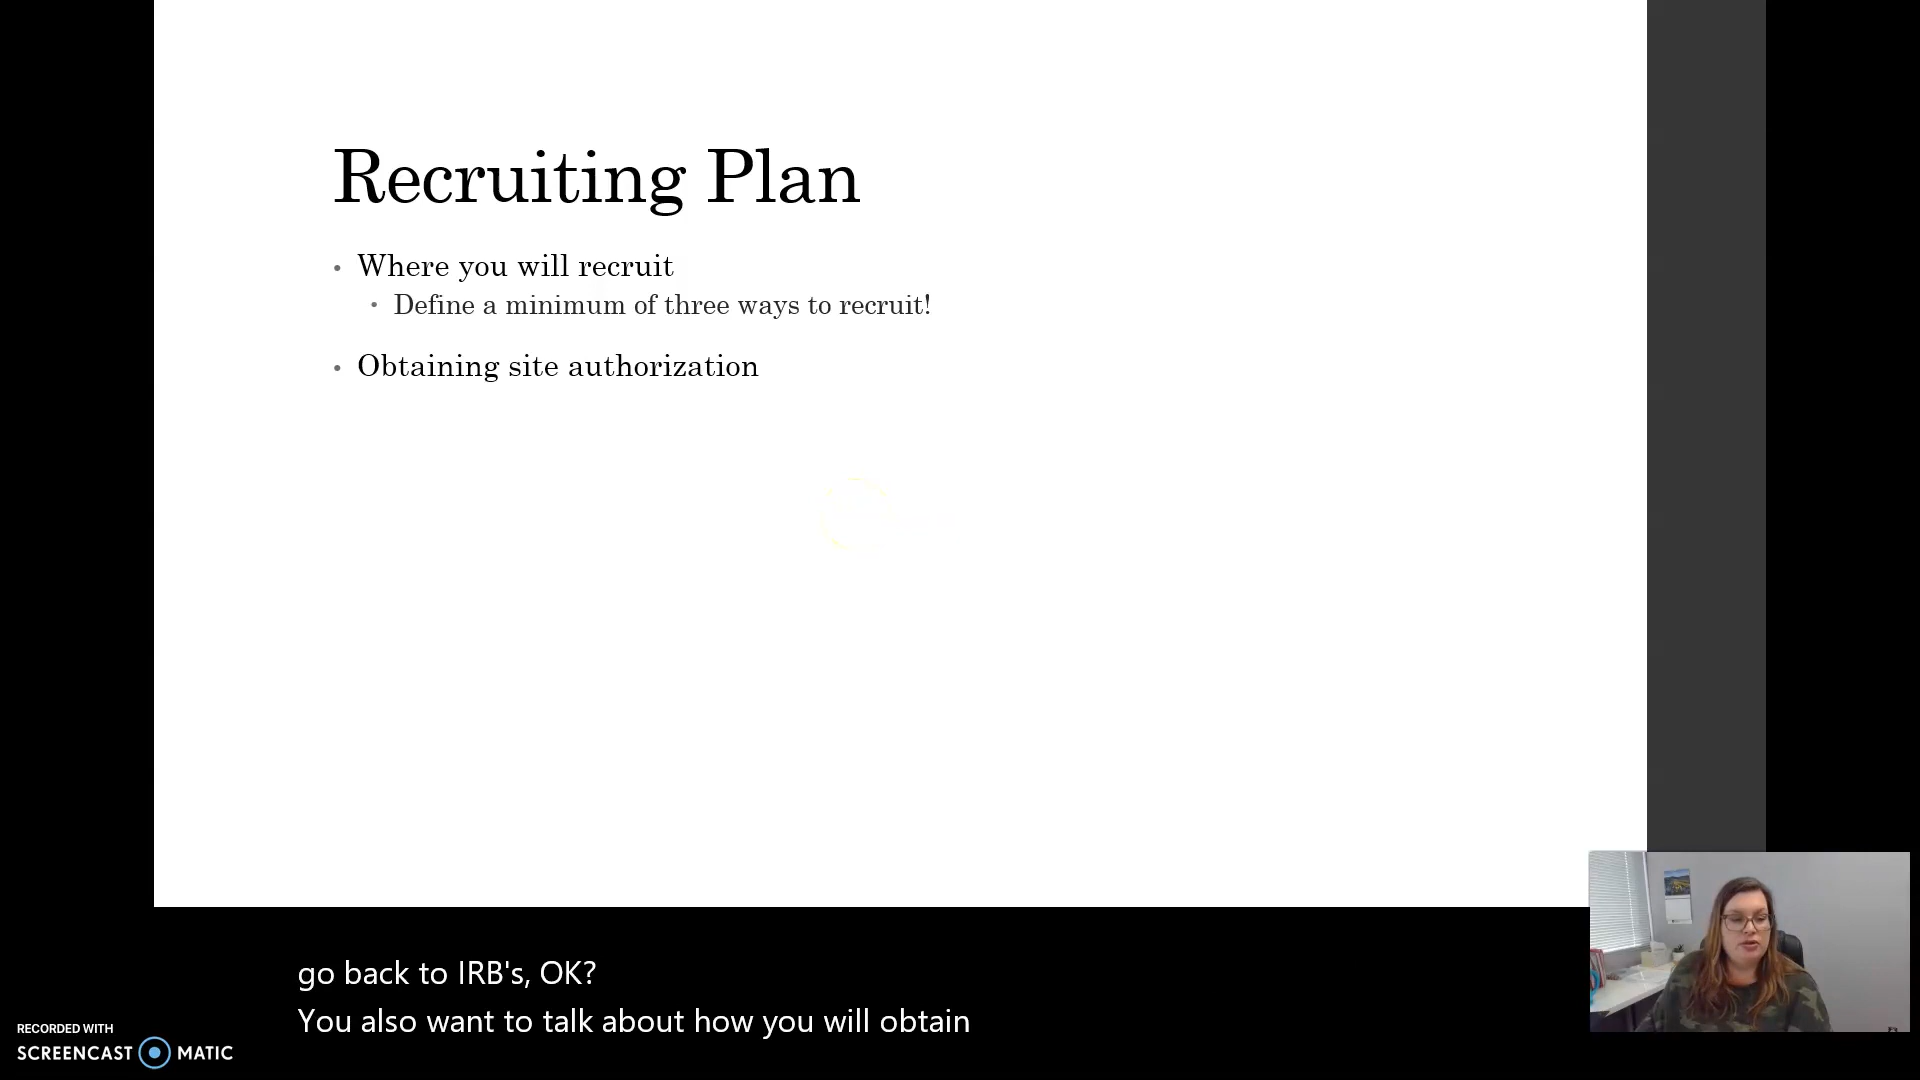 Recruiting Plan
• Where you will recruit
• Define a minimum of three ways to recruit!
• Obtaining site authorization
go back to IRB's, OK?
You also want to talk about how you will obtain
RECORDED WITH
SCREENCAST MATIC